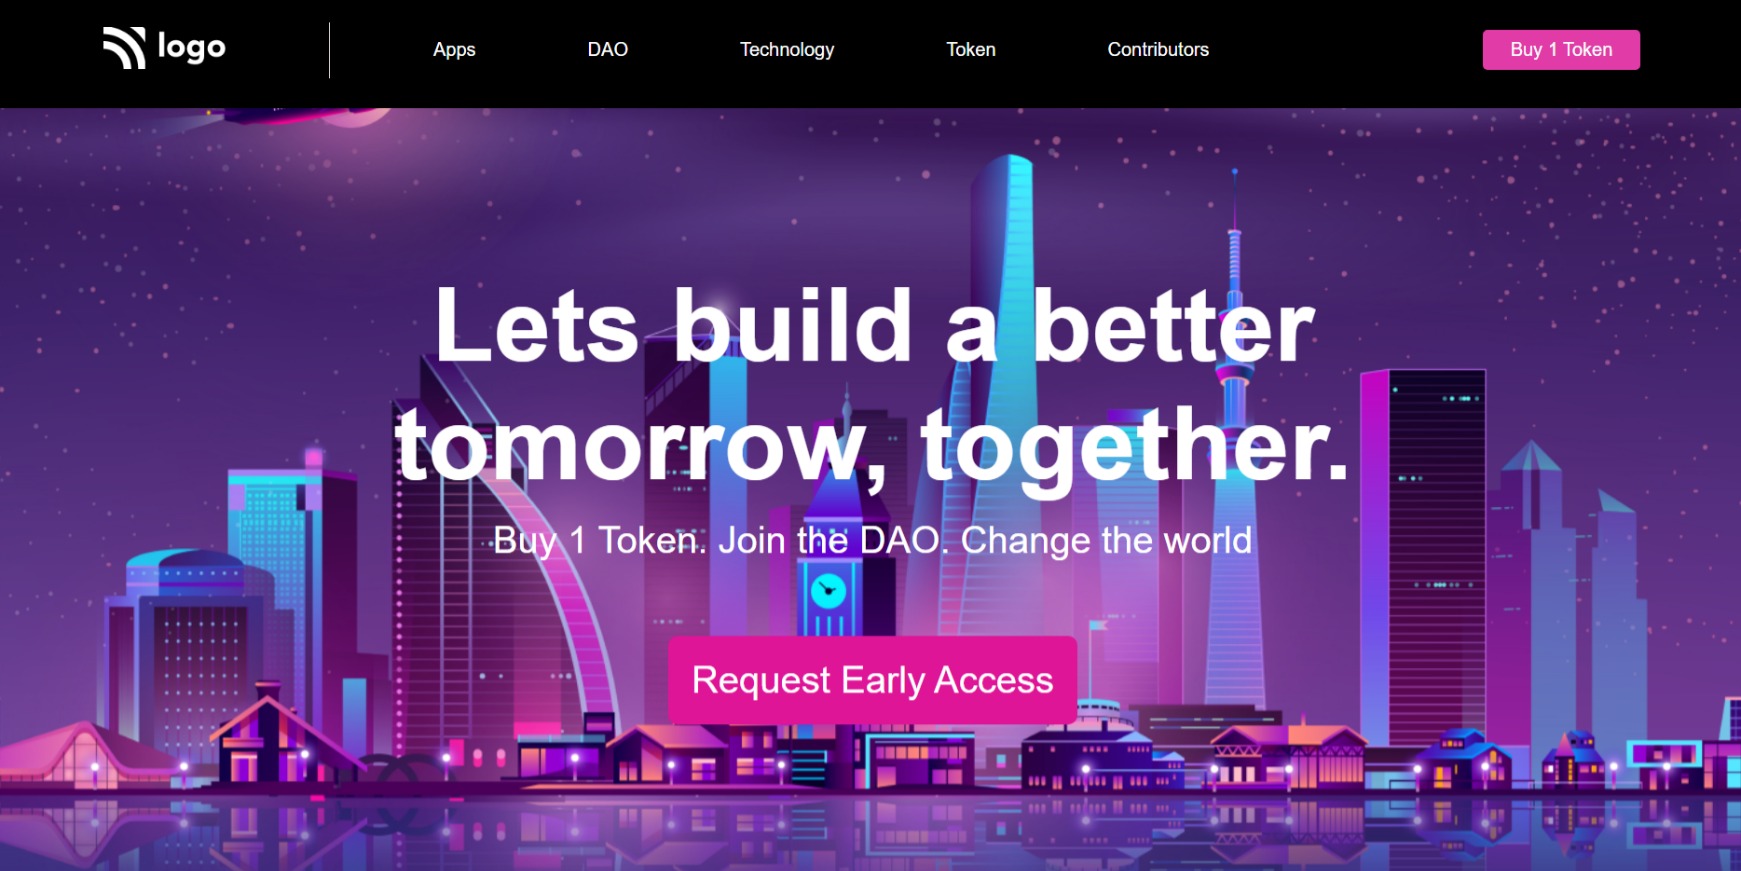 logo
Apps
DAO
Technology
Token
Contributors
Buy 1 Token
Lets build a better
tomorrow, together.
Buy 1 Token. Join the DAO. Change the world
Request Early Access